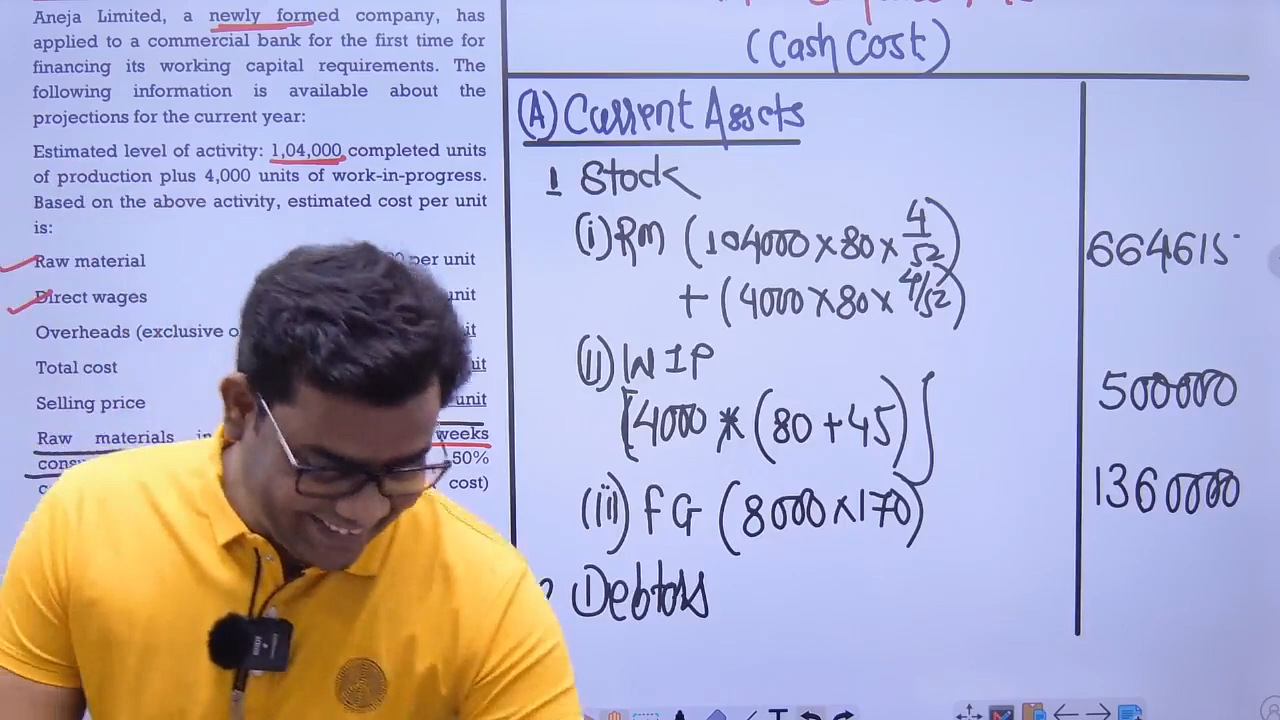 Aneja Limited, a newly formed company, has
applied to a commercial bank for the first time for
financing its working capital requirements. The
following information is available about the
projections for the current year:
Estimated level of activity: 1,04,000 completed units
of production plus 4,000 units of work-in-progress.
Based on the above activity, estimated cost per unit
is:
Raw material per unit
Direct wages
Overheads (exclusive
Total cost
Selling price unit
Raw materials weeks
50%
cost)
(Cash Cost)
(A) Current Assets
1 Stock
(i) RM (104000×80×4/52) 664615
+ (4000×80×4/52)
(ii) WIP
[4000 * (80+45)] 500000
(iii) FG (8000×170) 1360000
Debtors